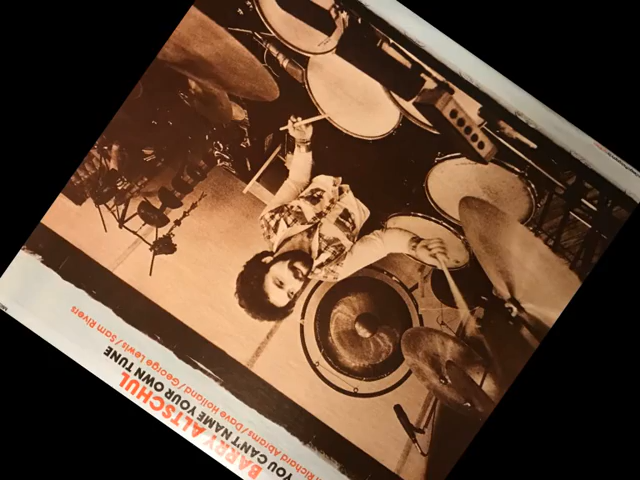 BARRY ALTSCHUL
YOU CAN'T NAME YOUR OWN TUNE
Richard Abrams/Dave Holland/George Lewis/Sam Rivers